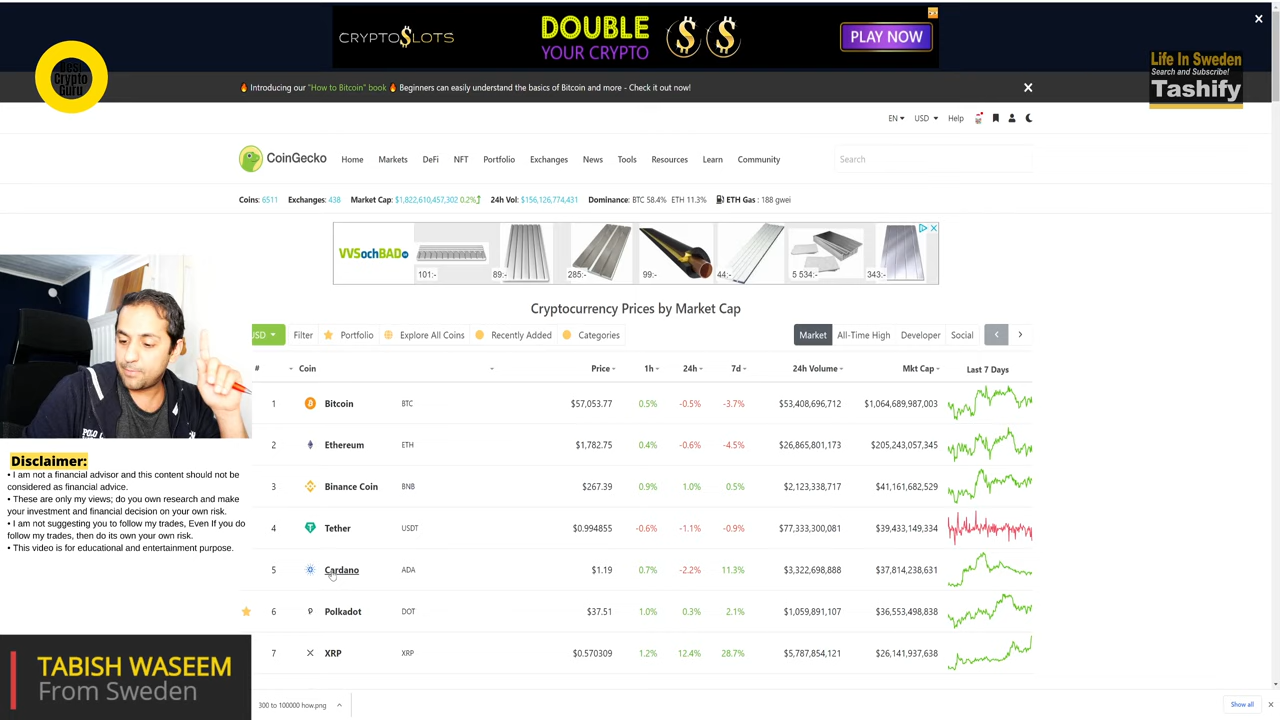 CRYPTO$LOTS
DOUBLE
YOUR CRYPTO
PLAY NOW
Best
Crypto
Guru
Life In Sweden
Search and Subscribe!
Tashify
Introducing our "How to Bitcoin" book Beginners can easily understand the basics of Bitcoin and more - Check it out now!
EN USD Help
CoinGecko Home Markets DeFi NFT Portfolio Exchanges News Tools Resources Learn Community Search
Coins: 6511 Exchanges: 438 Market Cap: $1,822,610,457,302 0.2% 24h Vol: $156,126,774,431 Dominance: BTC 58.4% ETH 11.3% ETH Gas : 188 gwei
VVSochBAD
101:- 89:- 285:- 99:- 44:- 5 534:- 343:-
Cryptocurrency Prices by Market Cap
USD Filter Portfolio Explore All Coins Recently Added Categories Market All-Time High Developer Social
# Coin Price 1h 24h 7d 24h Volume Mkt Cap Last 7 Days
1 Bitcoin BTC $57,053.77 0.5% -0.5% -3.7% $53,408,696,712 $1,064,689,987,003
2 Ethereum ETH $1,782.75 0.4% -0.6% -4.5% $26,865,801,173 $205,243,057,345
3 Binance Coin BNB $267.39 0.9% 1.0% 0.5% $2,123,338,717 $41,161,682,529
4 Tether USDT $0.994855 -0.6% -1.1% -0.9% $77,333,300,081 $39,433,149,334
5 Cardano ADA $1.19 0.7% -2.2% 11.3% $3,322,698,888 $37,814,238,631
6 Polkadot DOT $37.51 1.0% 0.3% 2.1% $1,059,891,107 $36,553,498,838
7 XRP XRP $0.570309 1.2% 12.4% 28.7% $5,787,854,121 $26,141,937,638
Disclaimer:
• I am not a financial advisor and this content should not be
considered as financial advice.
• These are only my views; do you own research and make
your investment and financial decision on your own risk.
• I am not suggesting you to follow my trades, Even If you do
follow my trades, then do its own your own risk.
• This video is for educational and entertainment purpose.
TABISH WASEEM
From Sweden
300 to 100000 how.png
Show all